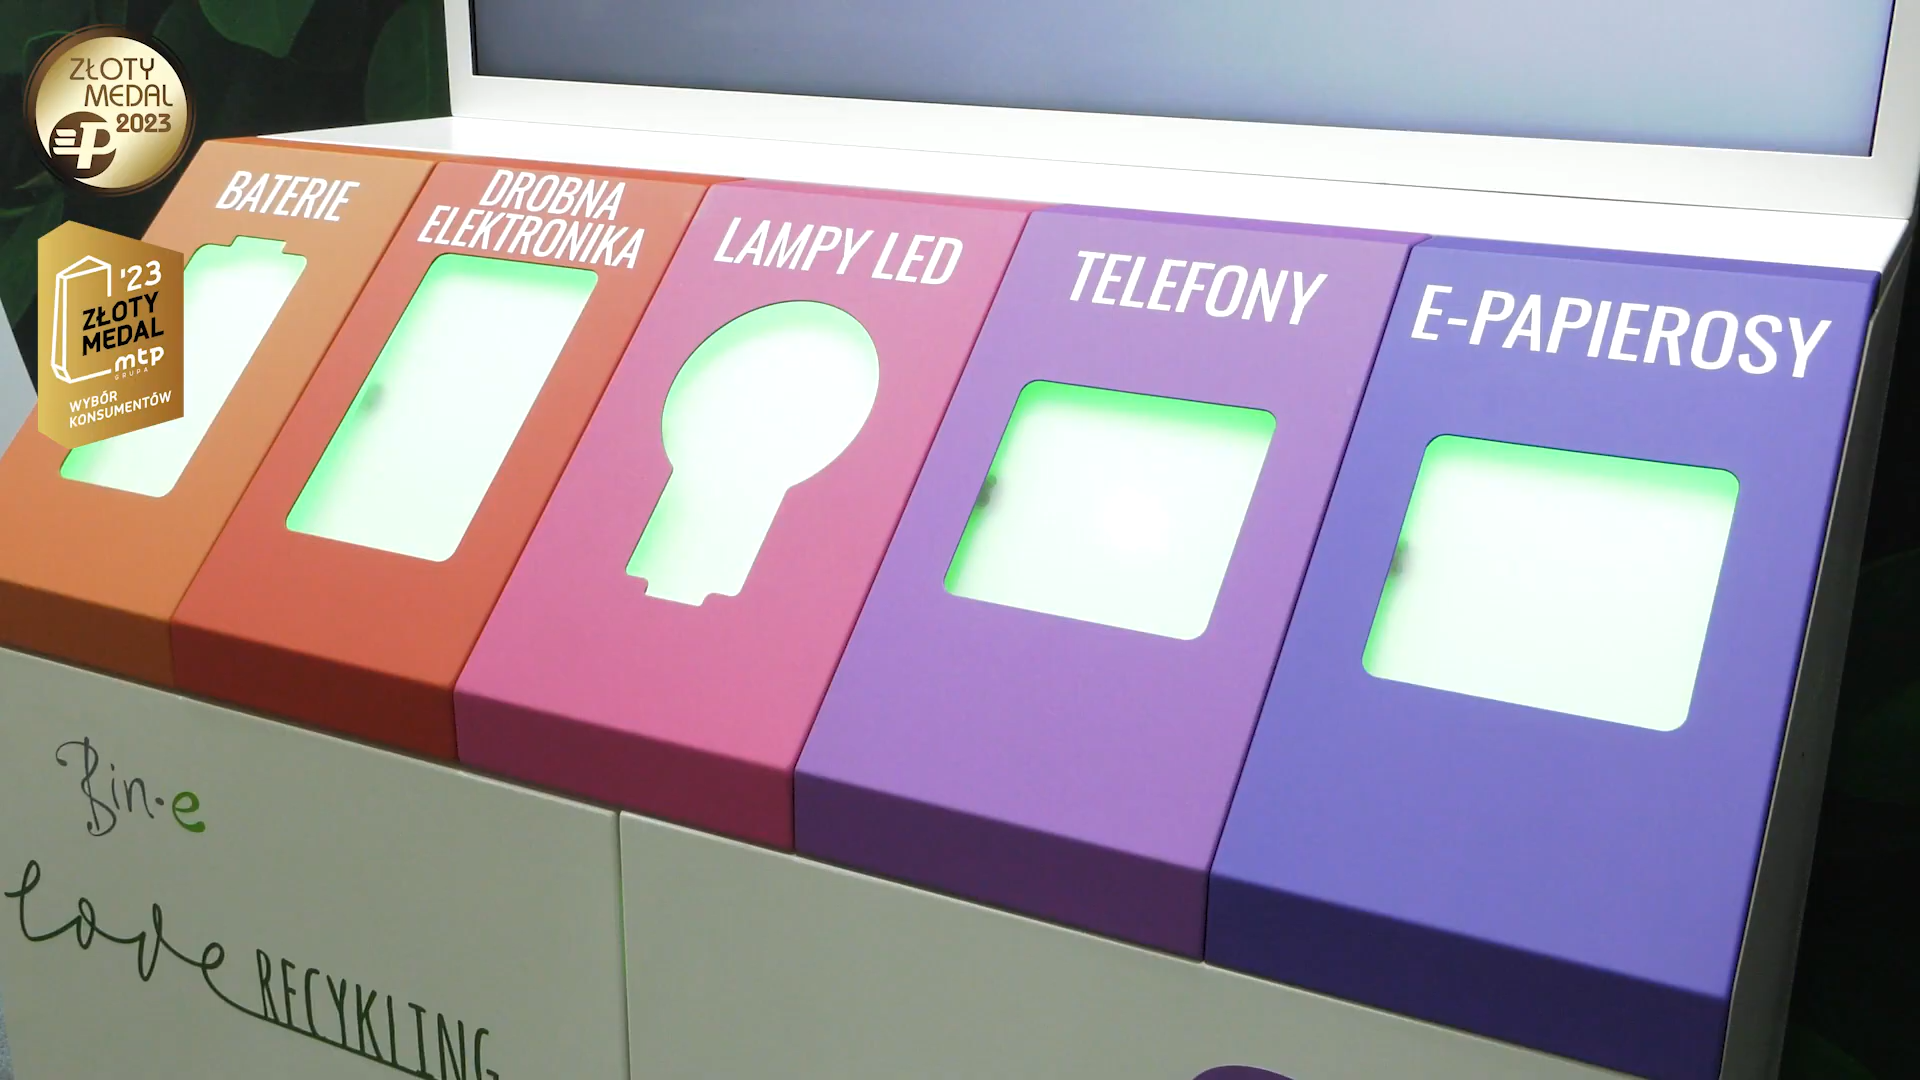 ZŁOTY
MEDAL
2023
'23
ZŁOTY
MEDAL
mtp
GRUPA
WYBÓR
KONSUMENTÓW
BATERIE
DROBNA
ELEKTRONIKA
LAMPY LED
TELEFONY
E-PAPIEROSY
Bin·e
love RECYKLING